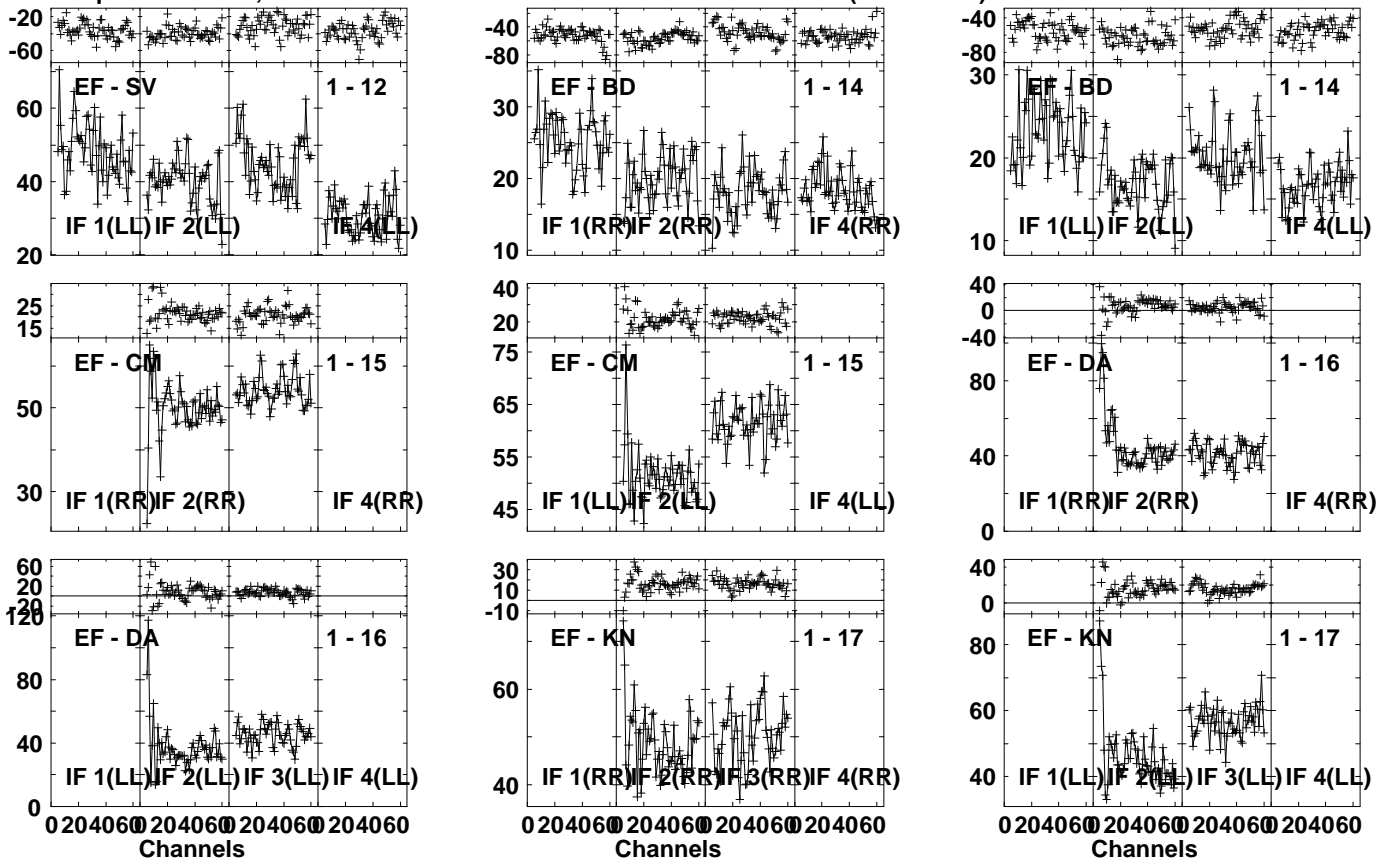 -40
-60
EF - SV
1 - 12
60
40
20
IF 1(LL) IF 2(LL) IF 4(LL)
-40
-80
EF - BD
1 - 14
30
20
10
IF 1(RR) IF 2(RR) IF 4(RR)
-40
-80
EF - BD
1 - 14
30
20
10
IF 1(LL) IF 2(LL) IF 4(LL)
25
15
EF - CM
1 - 15
50
30
IF 1(RR) IF 2(RR) IF 4(RR)
40
20
EF - CM
1 - 15
75
65
55
45
IF 1(LL) IF 2(LL) IF 4(LL)
40
0
-40
EF - DA
1 - 16
80
40
0
IF 1(RR) IF 2(RR) IF 4(RR)
60
20
-20
120
EF - DA
1 - 16
80
40
0
IF 1(LL) IF 2(LL) IF 3(LL) IF 4(LL)
0 204060 0 204060 0 204060 0 204060
Channels
30
10
-10
EF - KN
1 - 17
60
40
IF 1(RR) IF 2(RR) IF 3(RR) IF 4(RR)
0 204060 0 204060 0 204060 0 204060
Channels
40
0
EF - KN
1 - 17
80
60
40
IF 1(LL) IF 2(LL) IF 3(LL) IF 4(LL)
0 204060 0 204060 0 204060 0 204060
Channels